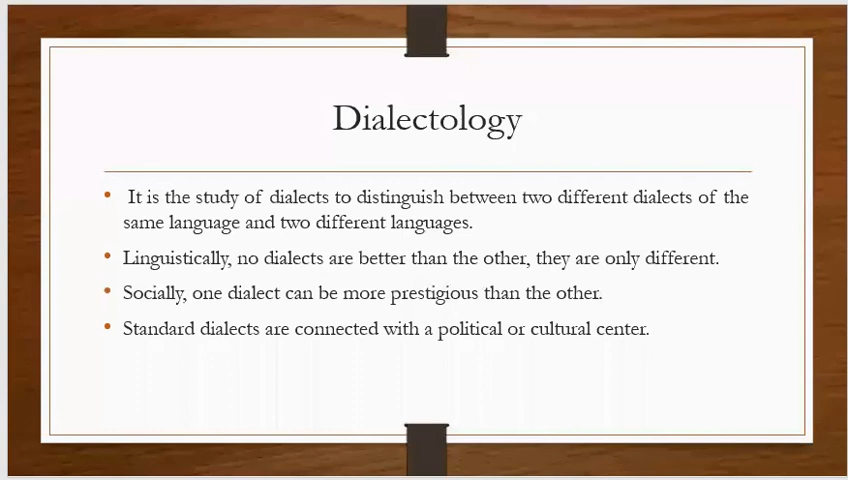 Dialectology
• It is the study of dialects to distinguish between two different dialects of the
same language and two different languages.
• Linguistically, no dialects are better than the other, they are only different.
• Socially, one dialect can be more prestigious than the other.
• Standard dialects are connected with a political or cultural center.